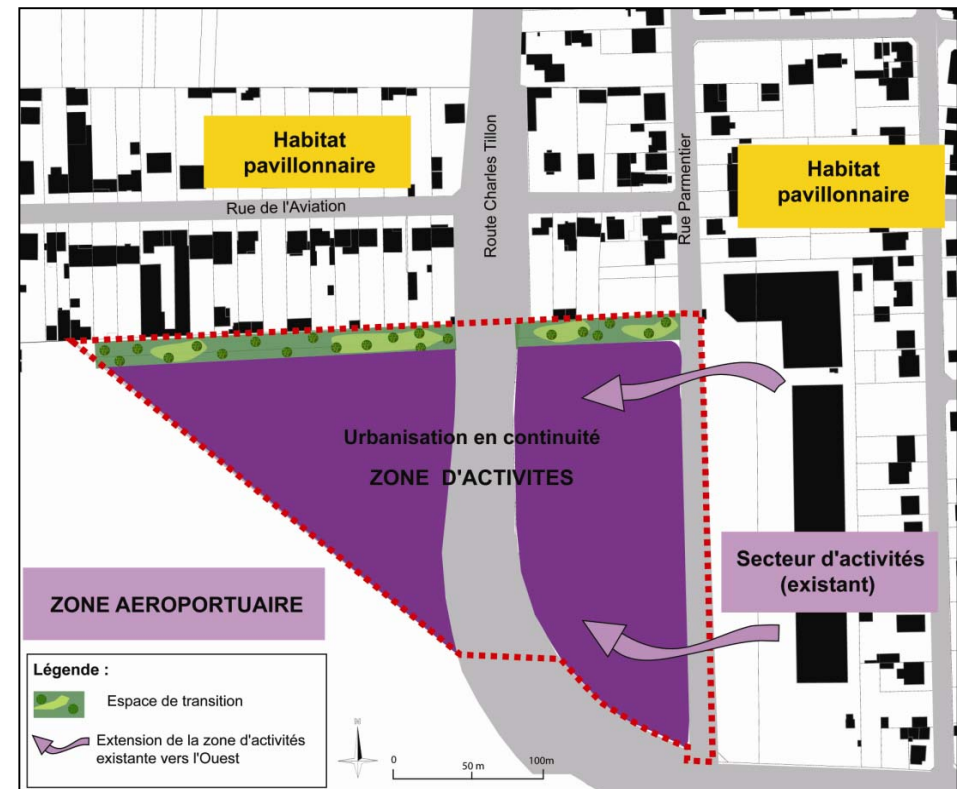 Habitat
pavillonnaire
Habitat
pavillonnaire
Rue de l'Aviation
Route Charles Tillon
Rue Parmentier
Urbanisation en continuité
ZONE D'ACTIVITES
Secteur d'activités
(existant)
ZONE AEROPORTUAIRE
Légende :
Espace de transition
Extension de la zone d'activités
existante vers l'Ouest
N
0 50 m 100m